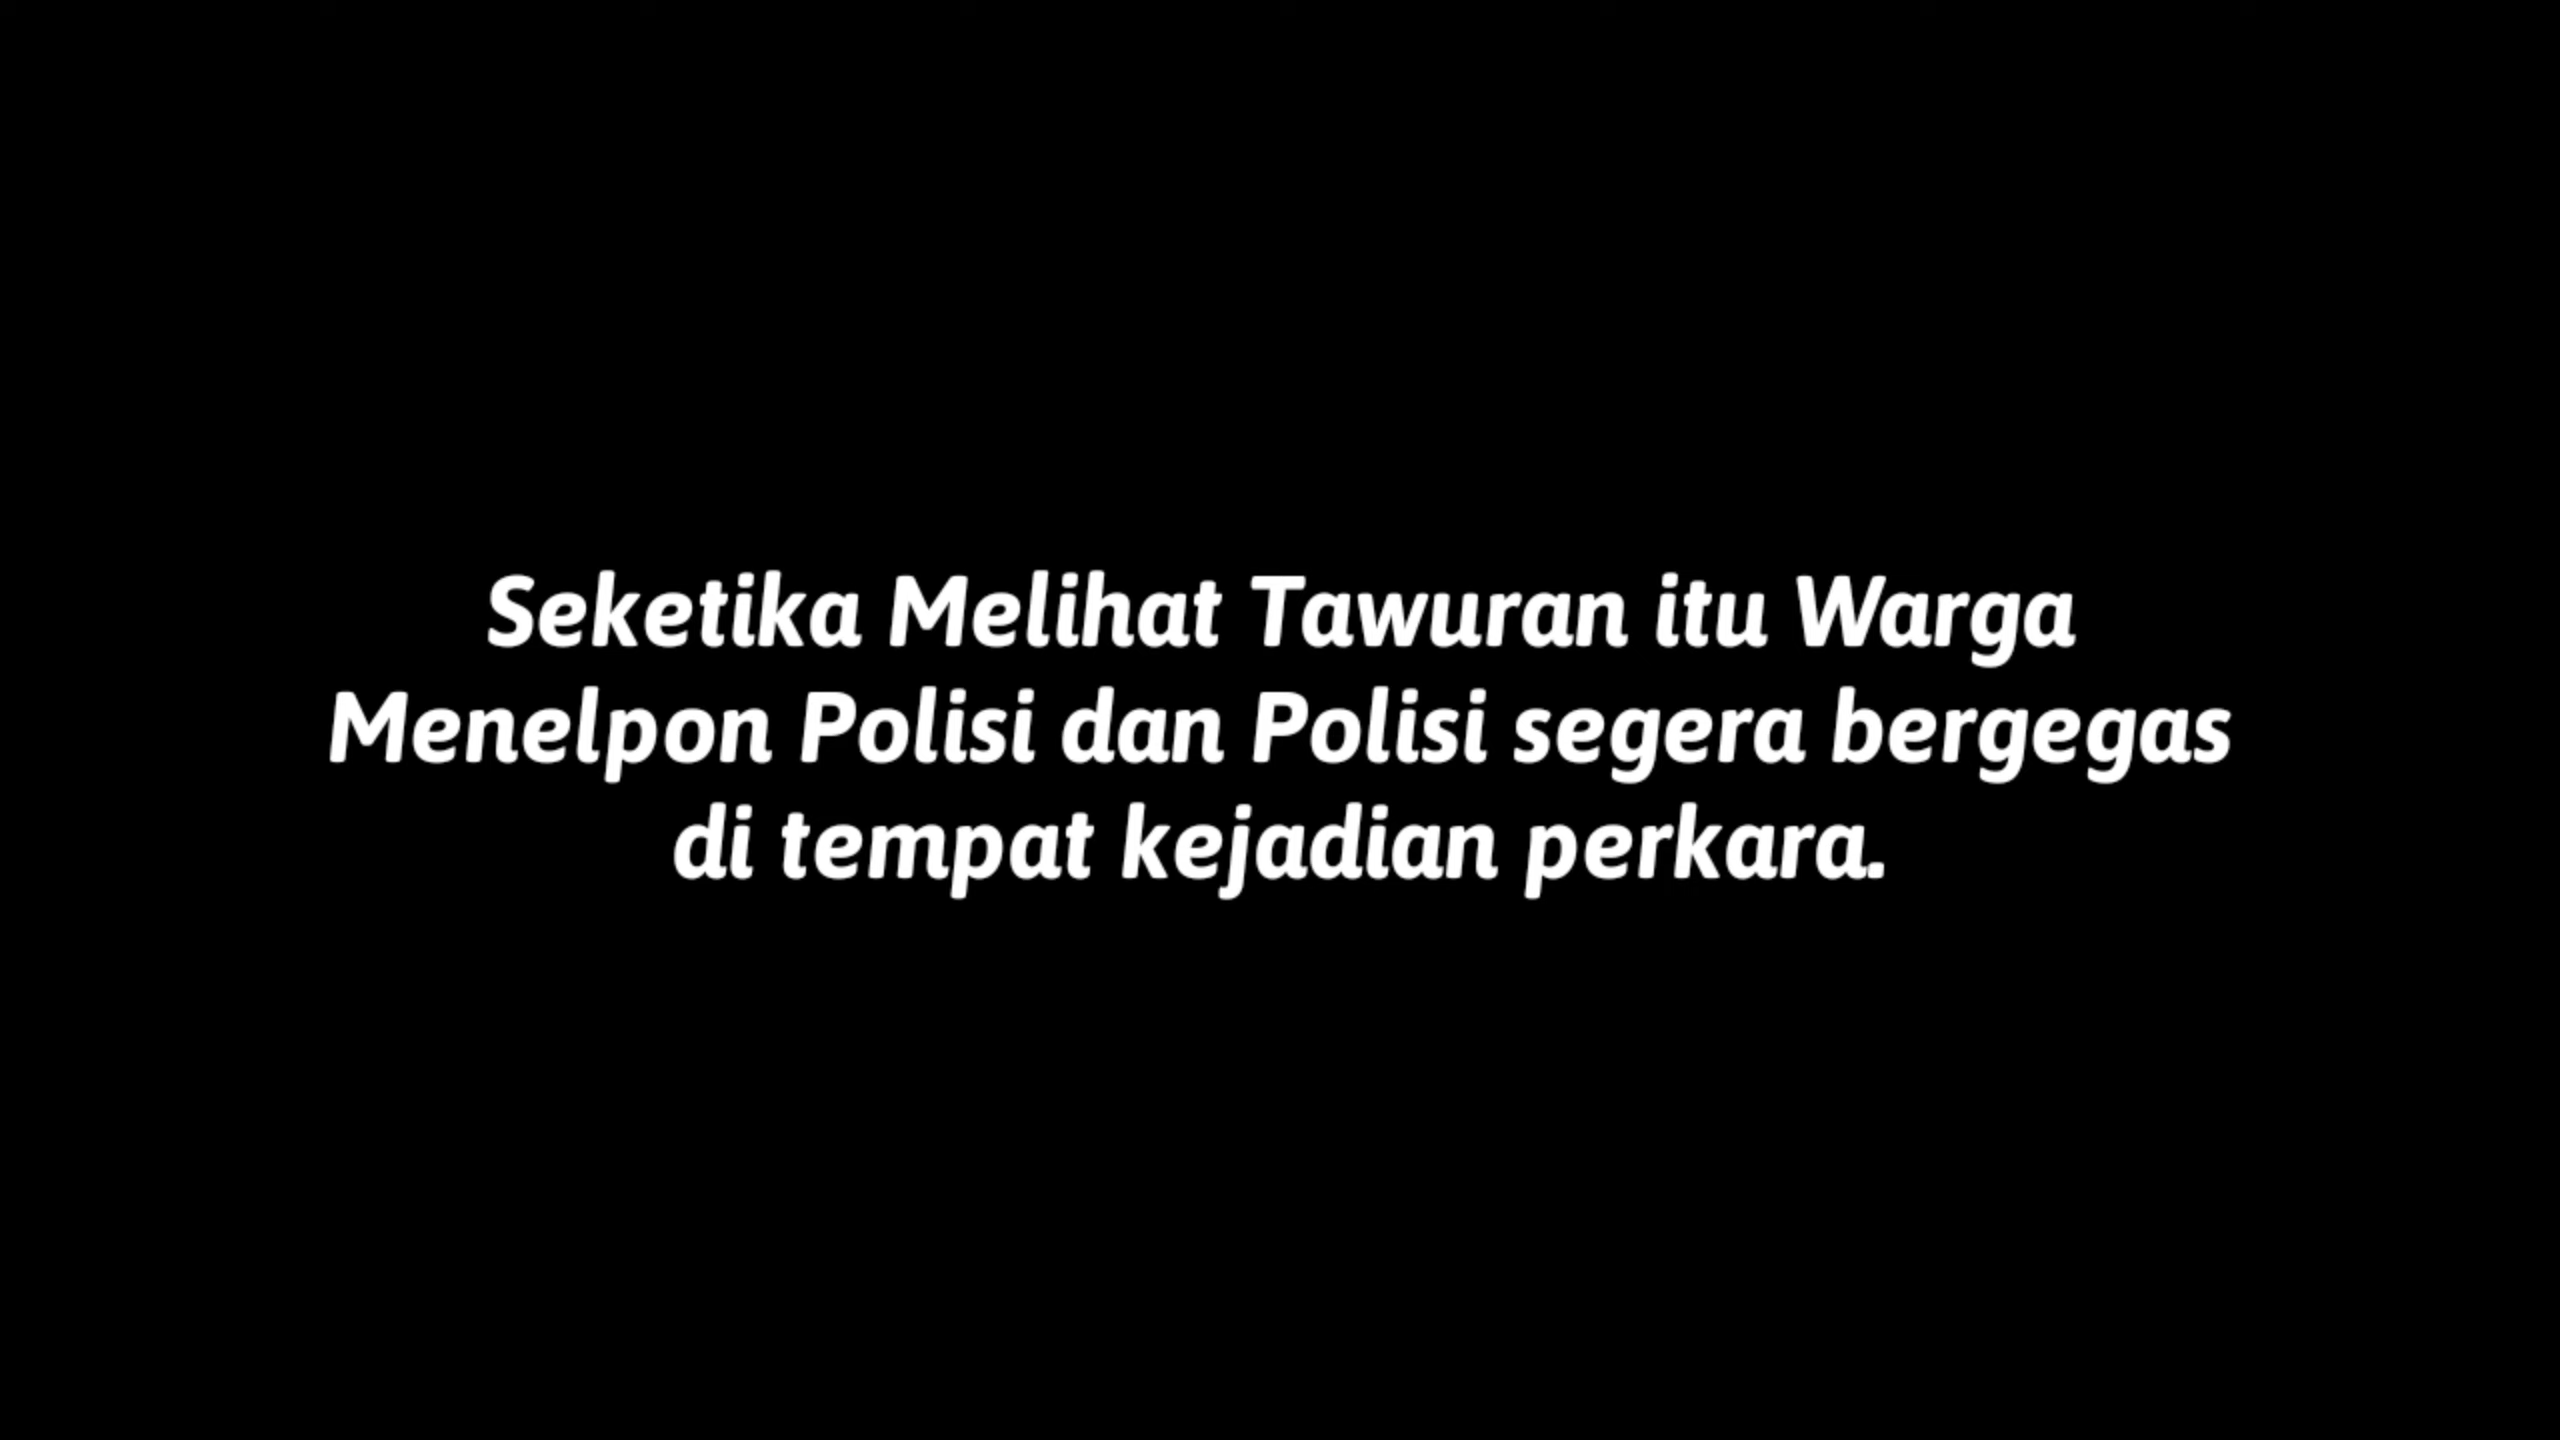 Seketika Melihat Tawuran itu Warga
Menelpon Polisi dan Polisi segera bergegas
di tempat kejadian perkara.